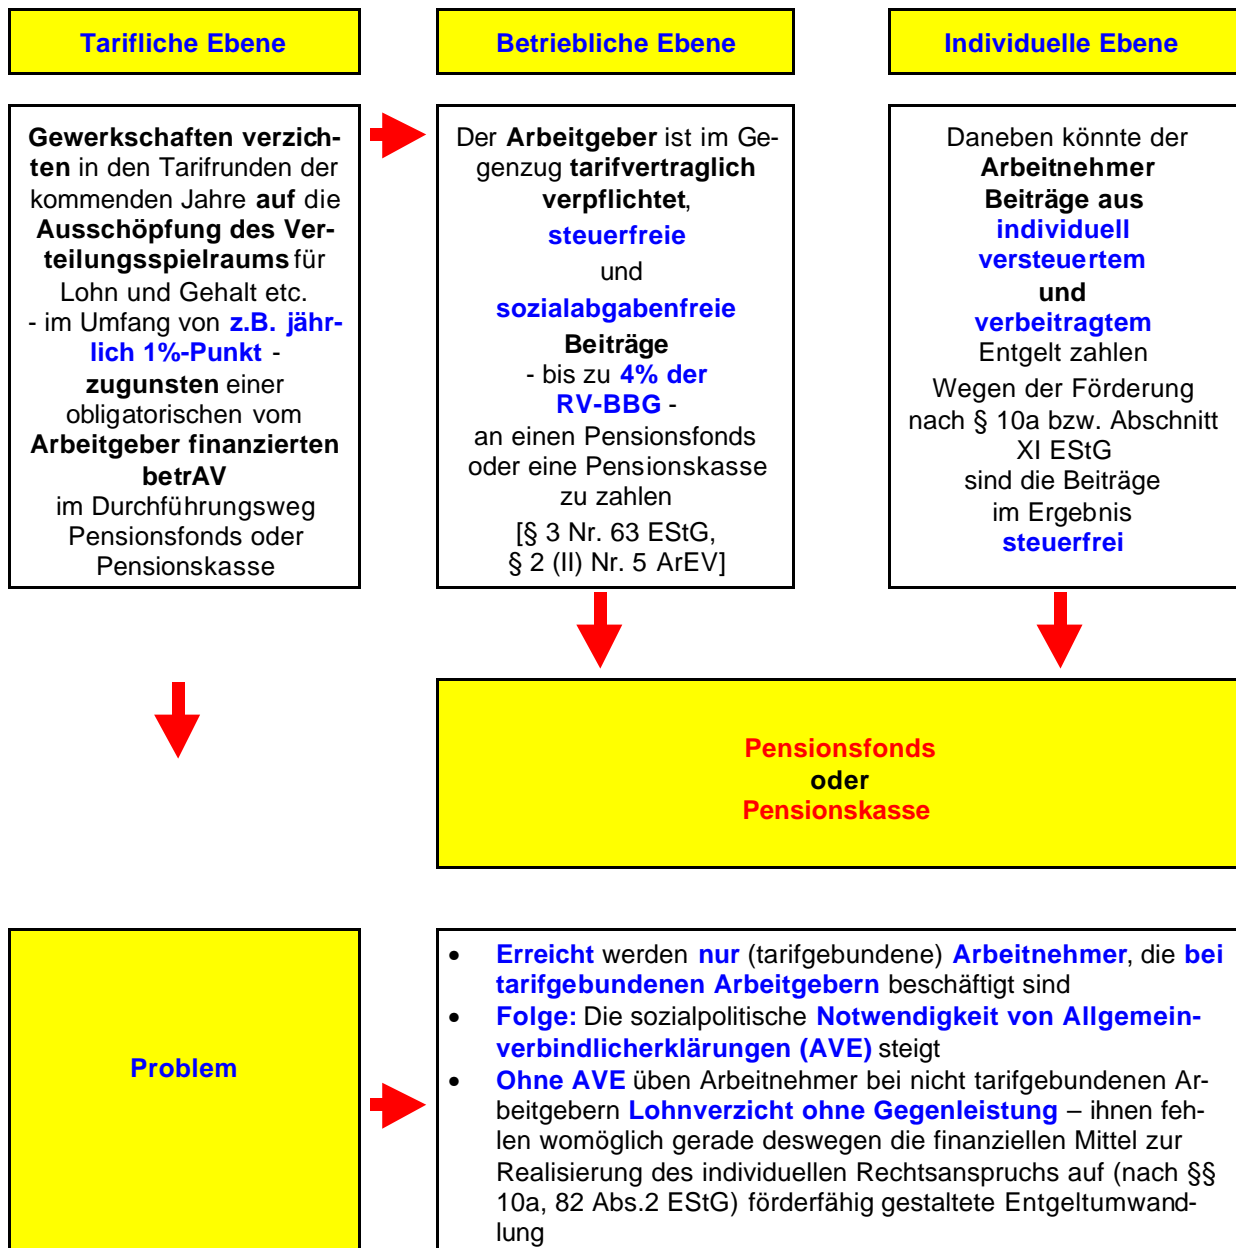 Tarifliche Ebene
Betriebliche Ebene
Individuelle Ebene
Gewerkschaften verzich-
ten in den Tarifrunden der
kommenden Jahre auf die
Ausschöpfung des Ver-
teilungsspielraums für
Lohn und Gehalt etc.
- im Umfang von z.B. jähr-
lich 1%-Punkt -
zugunsten einer
obligatorischen vom
Arbeitgeber finanzierten
betrAV
im Durchführungsweg
Pensionsfonds oder
Pensionskasse
Der Arbeitgeber ist im Ge-
genzug tarifvertraglich
verpflichtet,
steuerfreie
und
sozialabgabenfreie
Beiträge
- bis zu 4% der
RV-BBG -
an einen Pensionsfonds
oder eine Pensionskasse
zu zahlen
[§ 3 Nr. 63 EStG,
§ 2 (II) Nr. 5 ArEV]
Daneben könnte der
Arbeitnehmer
Beiträge aus
individuell
versteuertem
und
verbeitragtem
Entgelt zahlen
Wegen der Förderung
nach § 10a bzw. Abschnitt
XI EStG
sind die Beiträge
im Ergebnis
steuerfrei
Pensionsfonds
oder
Pensionskasse
Problem
• Erreicht werden nur (tarifgebundene) Arbeitnehmer, die bei
tarifgebundenen Arbeitgebern beschäftigt sind
• Folge: Die sozialpolitische Notwendigkeit von Allgemein-
verbindlicherklärungen (AVE) steigt
• Ohne AVE üben Arbeitnehmer bei nicht tarifgebundenen Ar-
beitgebern Lohnverzicht ohne Gegenleistung – ihnen feh-
len womöglich gerade deswegen die finanziellen Mittel zur
Realisierung des individuellen Rechtsanspruchs auf (nach §§
10a, 82 Abs.2 EStG) förderfähig gestaltete Entgeltumwand-
lung